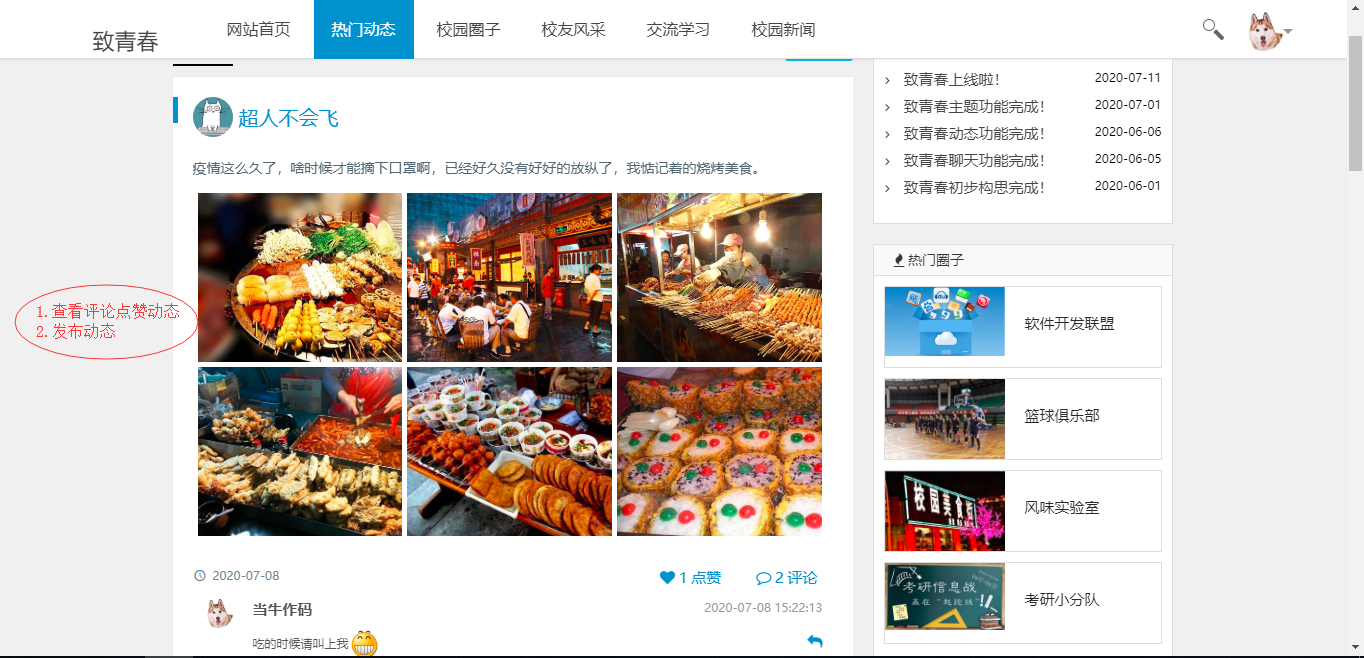 致青春
网站首页
热门动态
校园圈子
校友风采
交流学习
校园新闻
超人不会飞
疫情这么久了，啥时候才能摘下口罩啊，已经好久没有好好的放纵了，我惦记着的烧烤美食。
1. 查看评论点赞动态
2. 发布动态
2020-07-08
1 点赞
2 评论
当牛作码
2020-07-08 15:22:13
吃的时候请叫上我
致青春上线啦！ 2020-07-11
致青春主题功能完成！ 2020-07-01
致青春动态功能完成！ 2020-06-06
致青春聊天功能完成！ 2020-06-05
致青春初步构思完成！ 2020-06-01
热门圈子
软件开发联盟
篮球俱乐部
校园美食
风味实验室
考研信息战
赢在"起跑线"!!
考研小分队